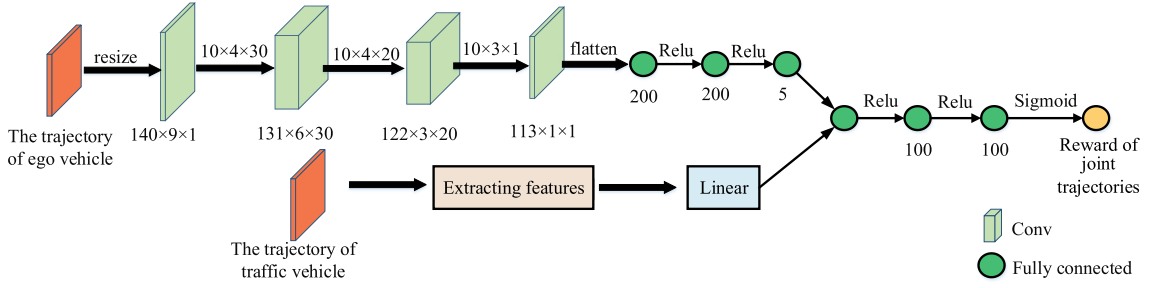 resize
10×4×30
10×4×20
10×3×1
flatten
Relu
Relu
The trajectory
of ego vehicle
140×9×1
131×6×30
122×3×20
113×1×1
200
200
5
Relu
Relu
Sigmoid
100
100
Reward of
joint
trajectories
The trajectory of
traffic vehicle
Extracting features
Linear
Conv
Fully connected